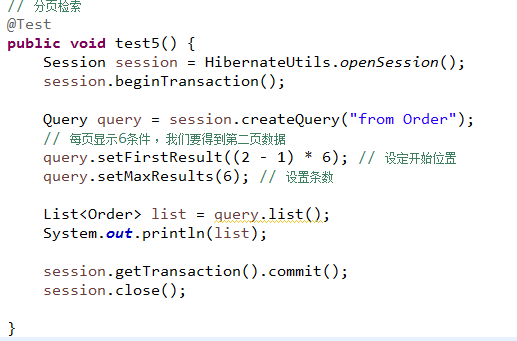 // 分页检索
@Test
public void test5() {
Session session = HibernateUtils.openSession();
session.beginTransaction();
Query query = session.createQuery("from Order");
// 每页显示6条件，我们要得到第二页数据
query.setFirstResult((2 - 1) * 6); // 设定开始位置
query.setMaxResults(6); // 设置条数
List<Order> list = query.list();
System.out.println(list);
session.getTransaction().commit();
session.close();
}